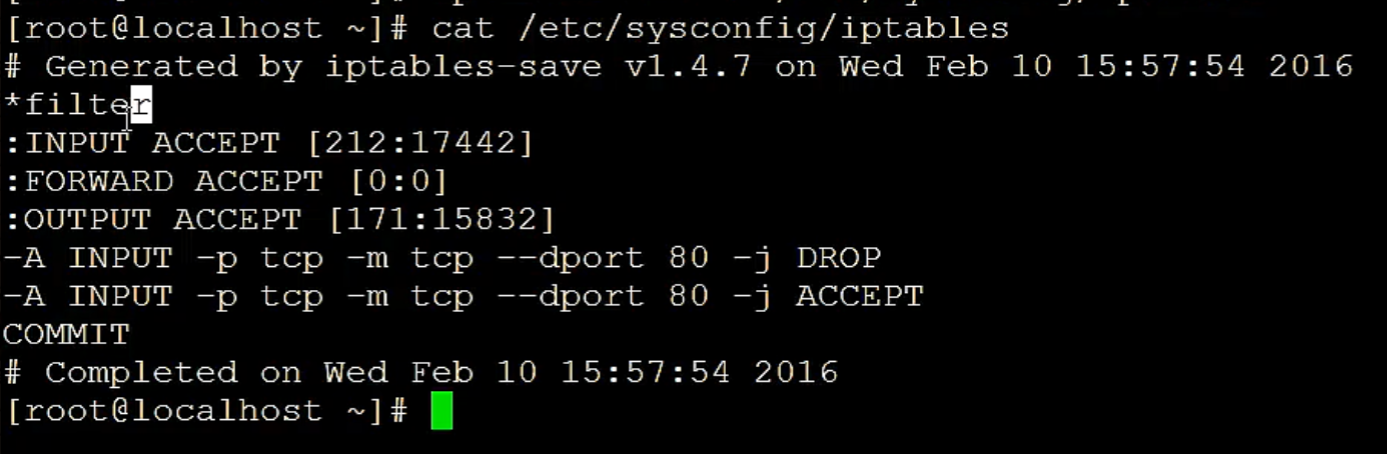 [root@localhost ~]# cat /etc/sysconfig/iptables
# Generated by iptables-save v1.4.7 on Wed Feb 10 15:57:54 2016
*filter
:INPUT ACCEPT [212:17442]
:FORWARD ACCEPT [0:0]
:OUTPUT ACCEPT [171:15832]
-A INPUT -p tcp -m tcp --dport 80 -j DROP
-A INPUT -p tcp -m tcp --dport 80 -j ACCEPT
COMMIT
# Completed on Wed Feb 10 15:57:54 2016
[root@localhost ~]#